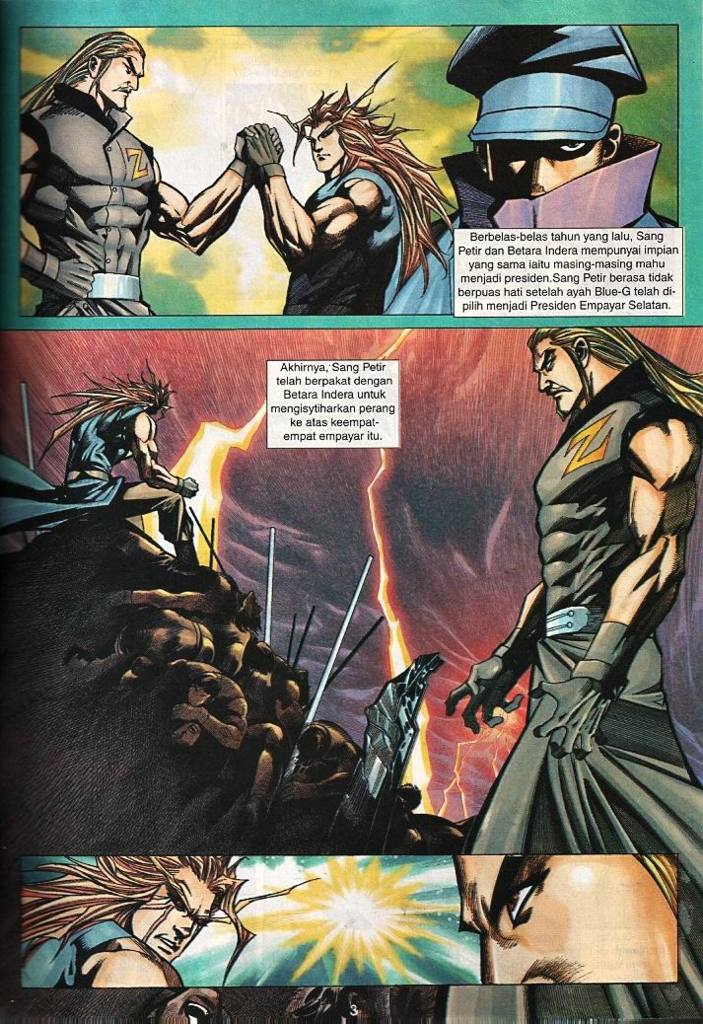 Z
Berbelas-belas tahun yang lalu, Sang
Petir dan Betara Indera mempunyai impian
yang sama iaitu masing-masing mahu
menjadi presiden.Sang Petir berasa tidak
berpuas hati setelah ayah Blue-G telah di-
pilih menjadi Presiden Empayar Selatan.
Akhirnya, Sang Petir
telah berpakat dengan
Betara Indera untuk
mengisytiharkan perang
ke atas keempat-
empat empayar itu.
Z
3